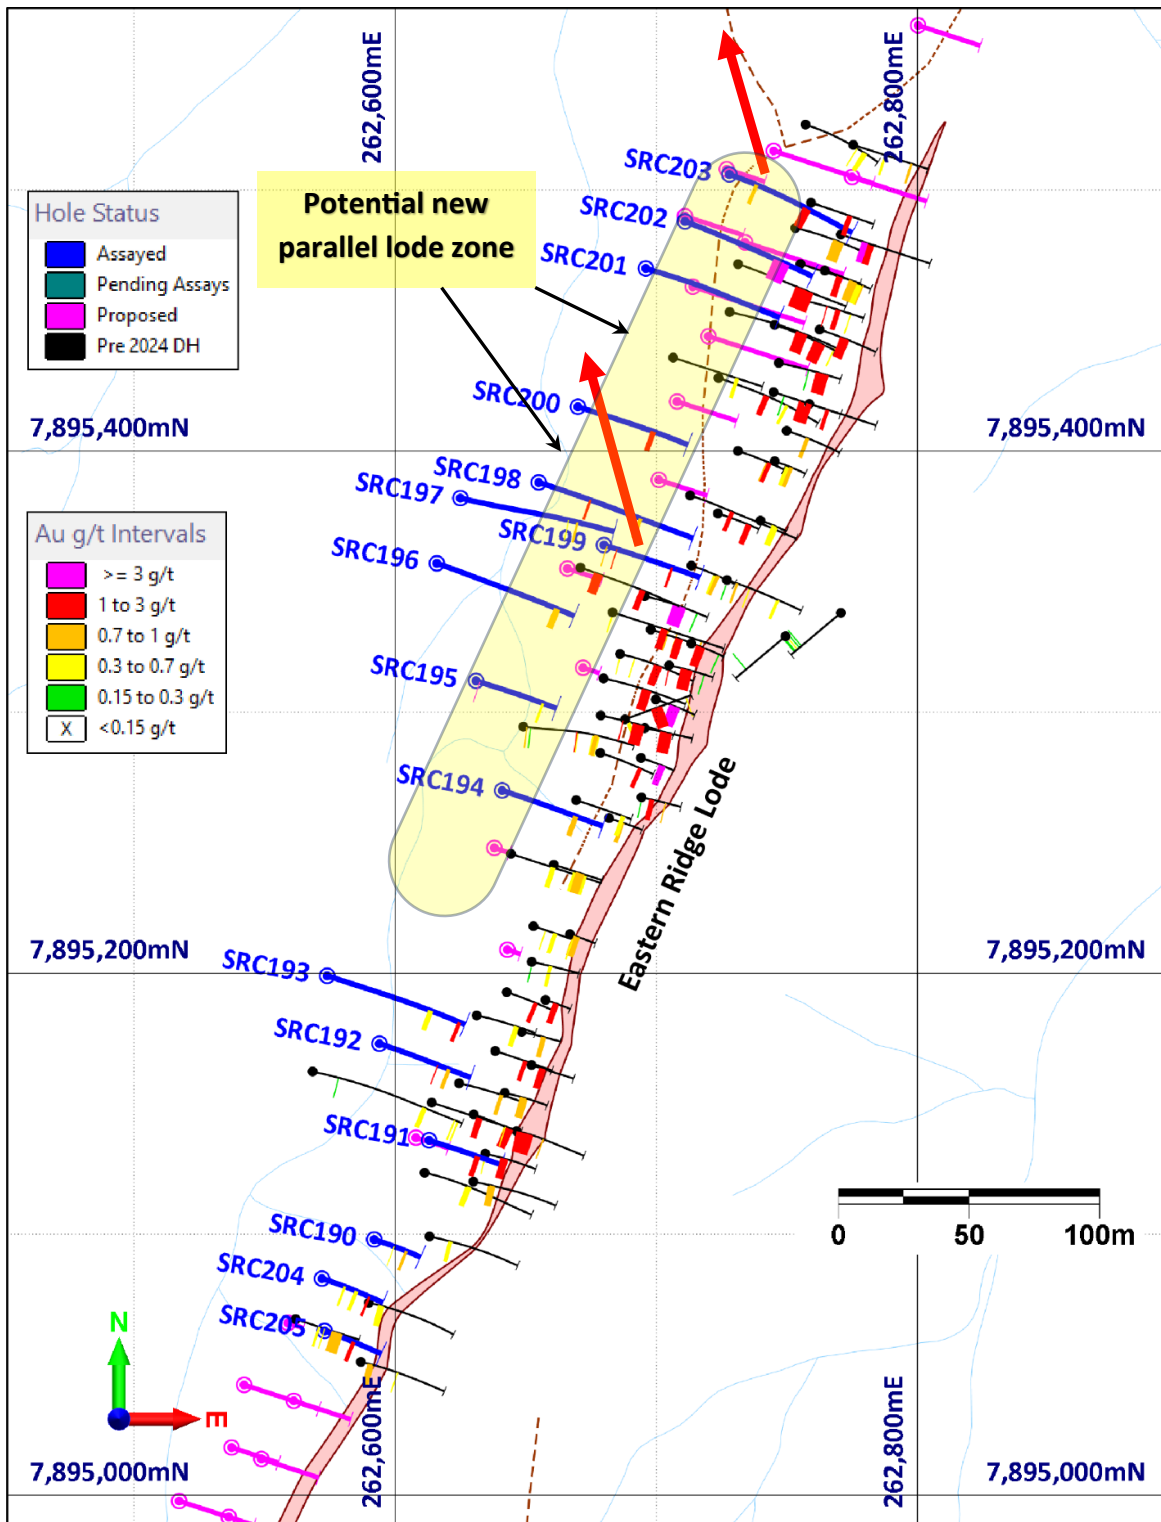 262,600mE
262,800mE
SRC203
Potential new
parallel lode zone
SRC202
SRC201
Hole Status
Assayed
Pending Assays
Proposed
Pre 2024 DH
SRC200
7,895,400mN
7,895,400mN
SRC198
SRC197
SRC199
SRC196
Au g/t Intervals
>= 3 g/t
1 to 3 g/t
0.7 to 1 g/t
0.3 to 0.7 g/t
0.15 to 0.3 g/t
X <0.15 g/t
SRC195
SRC194
Eastern Ridge Lode
7,895,200mN
7,895,200mN
SRC193
SRC192
SRC191
SRC190
0 50 100m
SRC204
SRC205
N
E
262,600mE
262,800mE
7,895,000mN
7,895,000mN